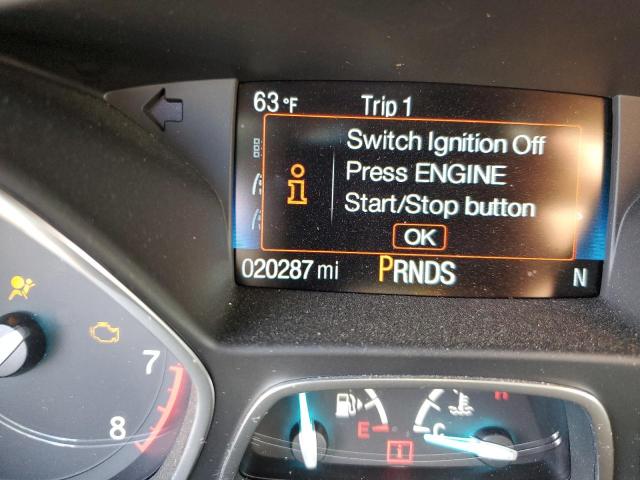 63°F Trip 1
Switch Ignition Off
Press ENGINE
Start/Stop button
OK
020287 mi PRNDS N
7
8
E
C
H